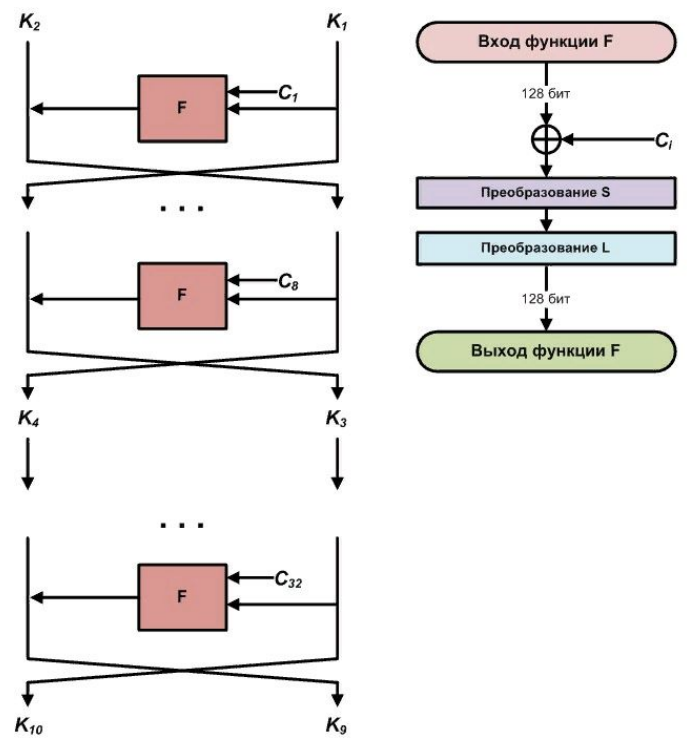 K₂ K₁
F
C₁
. . .
F
C₈
K₄ K₃
. . .
F
C₃₂
K₁₀ K₉
Вход функции F
128 бит
Cᵢ
Преобразование S
Преобразование L
128 бит
Выход функции F